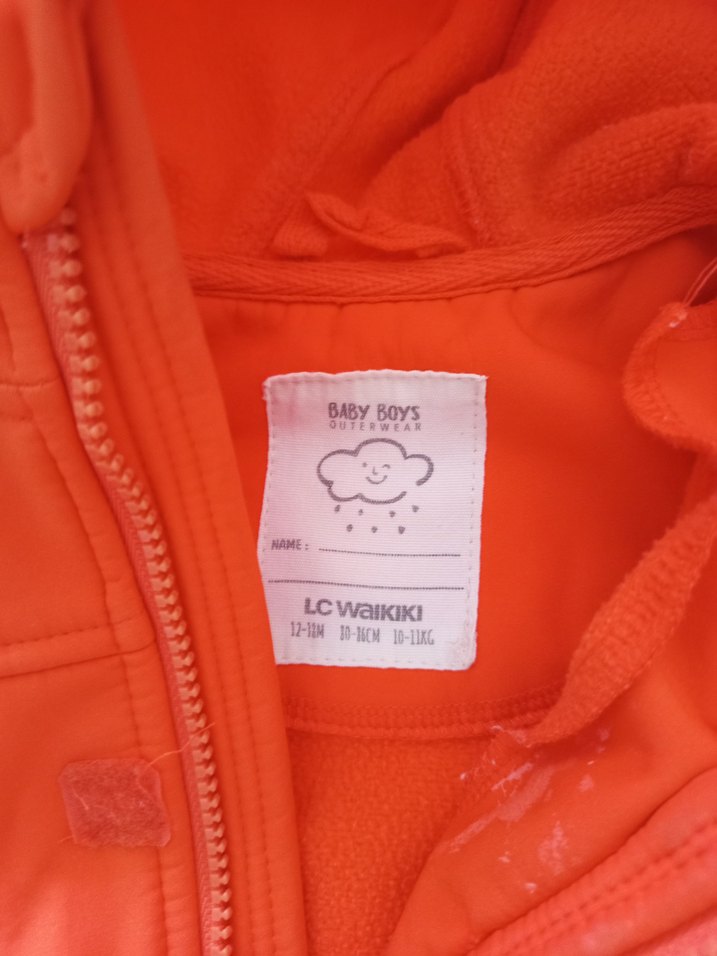 BABY BOYS
OUTERWEAR
NAME:
LC WAIKIKI
12-18M 80-86CM 10-11KG